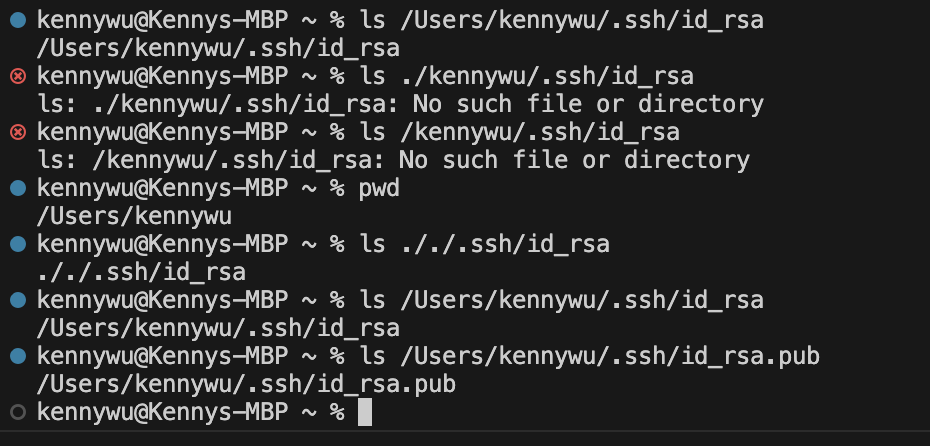 kennywu@Kennys-MBP ~ % ls /Users/kennywu/.ssh/id_rsa
/Users/kennywu/.ssh/id_rsa
kennywu@Kennys-MBP ~ % ls ./kennywu/.ssh/id_rsa
ls: ./kennywu/.ssh/id_rsa: No such file or directory
kennywu@Kennys-MBP ~ % ls /kennywu/.ssh/id_rsa
ls: /kennywu/.ssh/id_rsa: No such file or directory
kennywu@Kennys-MBP ~ % pwd
/Users/kennywu
kennywu@Kennys-MBP ~ % ls ././.ssh/id_rsa
././.ssh/id_rsa
kennywu@Kennys-MBP ~ % ls /Users/kennywu/.ssh/id_rsa
/Users/kennywu/.ssh/id_rsa
kennywu@Kennys-MBP ~ % ls /Users/kennywu/.ssh/id_rsa.pub
/Users/kennywu/.ssh/id_rsa.pub
kennywu@Kennys-MBP ~ %